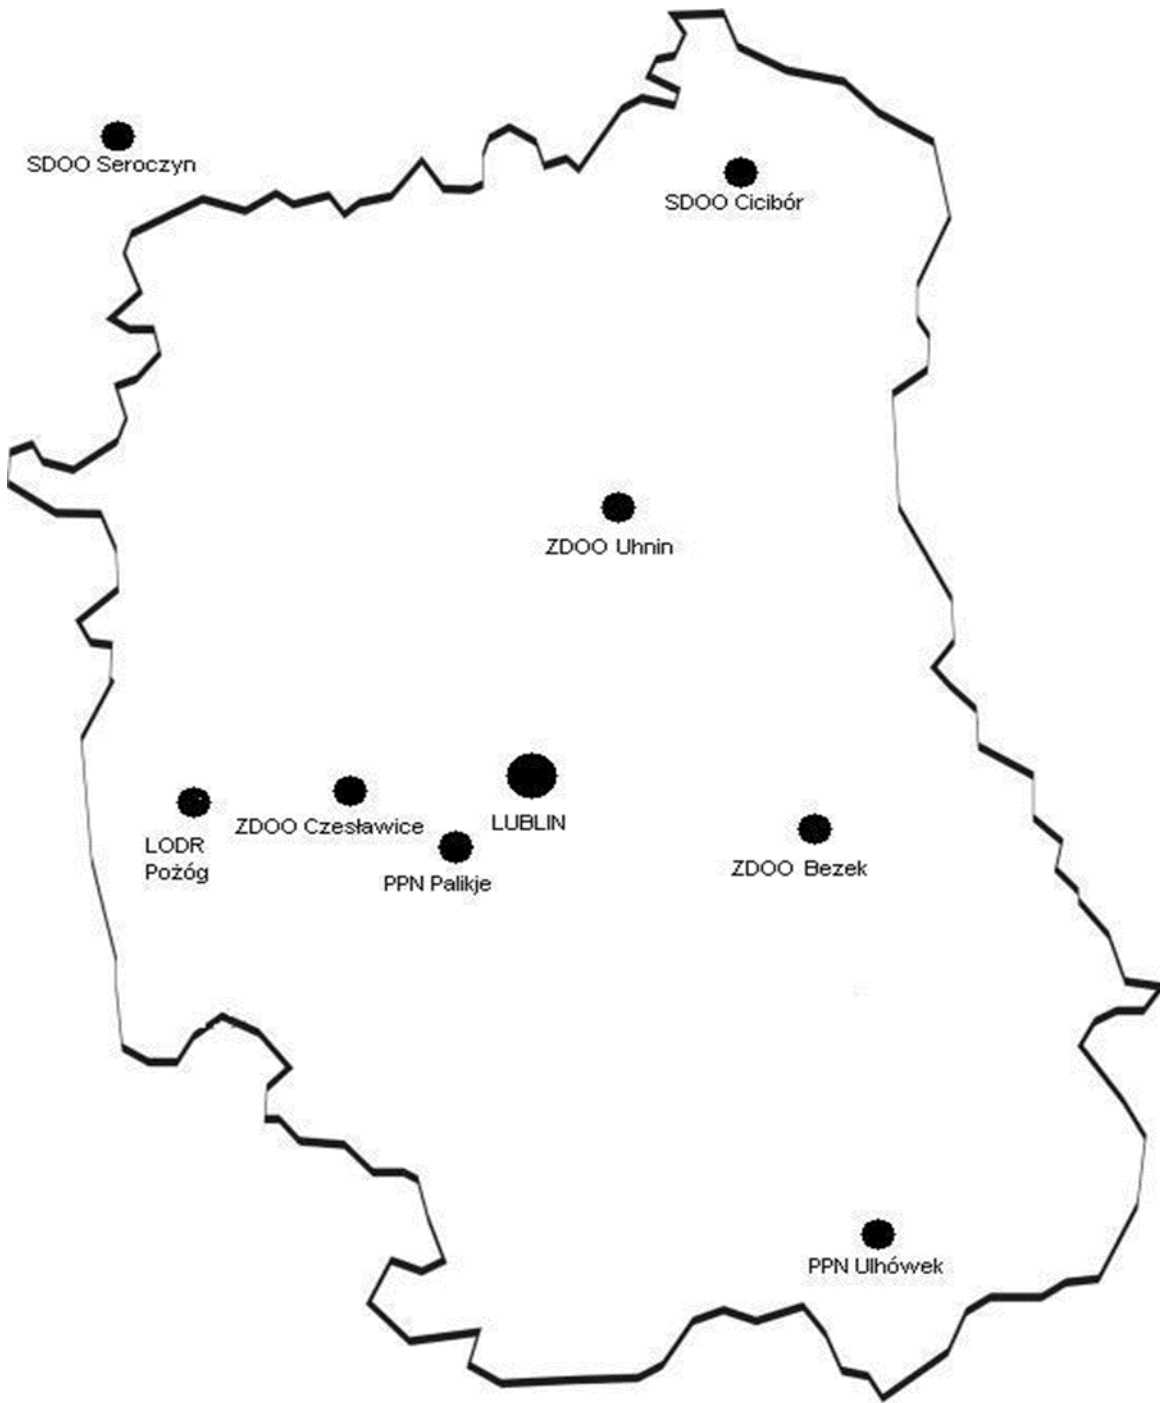 SDOO Seroczyn
SDOO Cicibór
ZDOO Uhnin
LUBLIN
ZDOO Czesławice
LODR
Pożóg
PPN Palikje
ZDOO Bezek
PPN Ulhówek